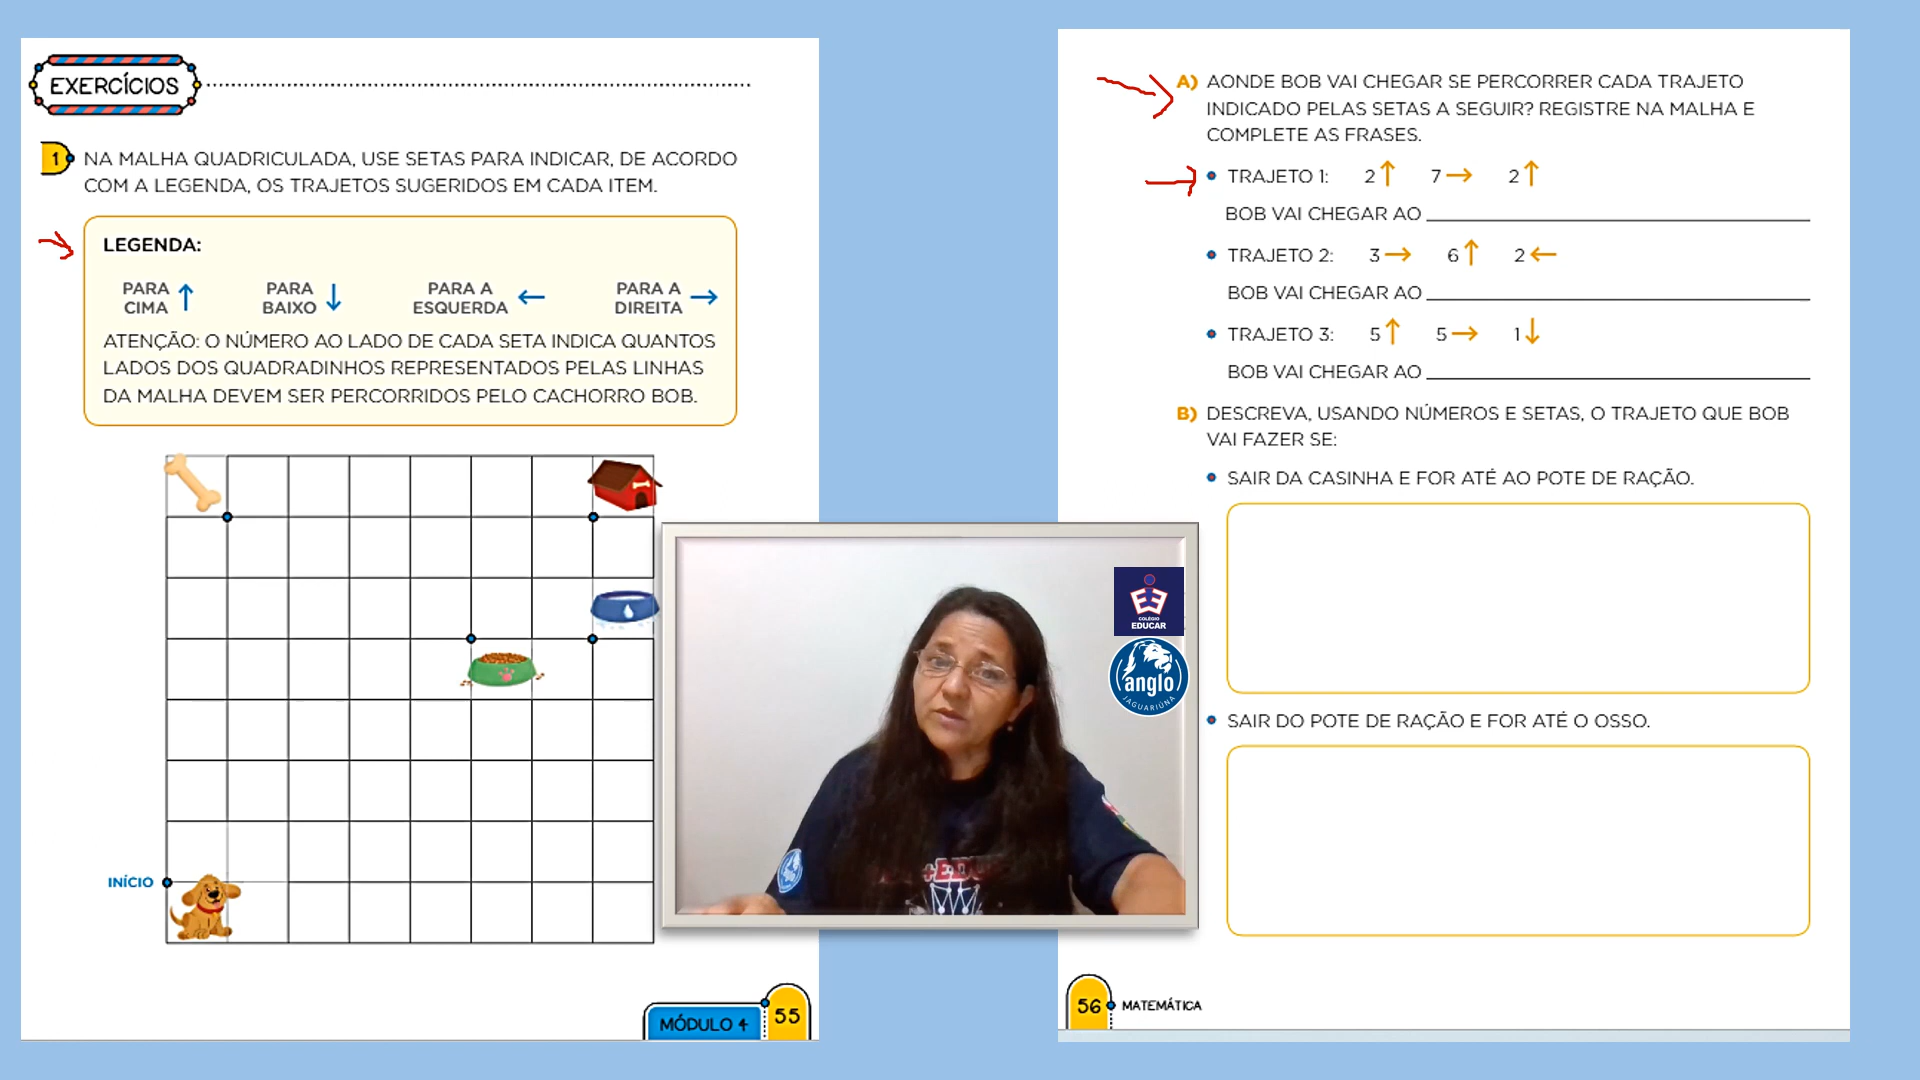 EXERCÍCIOS
1 NA MALHA QUADRICULADA, USE SETAS PARA INDICAR, DE ACORDO
COM A LEGENDA, OS TRAJETOS SUGERIDOS EM CADA ITEM.
LEGENDA:
PARA CIMA ↑ PARA BAIXO ↓ PARA A ESQUERDA ← PARA A DIREITA →
ATENÇÃO: O NÚMERO AO LADO DE CADA SETA INDICA QUANTOS
LADOS DOS QUADRADINHOS REPRESENTADOS PELAS LINHAS
DA MALHA DEVEM SER PERCORRIDOS PELO CACHORRO BOB.
INÍCIO
MÓDULO 4 55
COLÉGIO
EDUCAR
anglo
JAGUARIÚNA
A) AONDE BOB VAI CHEGAR SE PERCORRER CADA TRAJETO
INDICADO PELAS SETAS A SEGUIR? REGISTRE NA MALHA E
COMPLETE AS FRASES.
TRAJETO 1: 2↑ 7→ 2↑
BOB VAI CHEGAR AO
TRAJETO 2: 3→ 6↑ 2←
BOB VAI CHEGAR AO
TRAJETO 3: 5↑ 5→ 1↓
BOB VAI CHEGAR AO
B) DESCREVA, USANDO NÚMEROS E SETAS, O TRAJETO QUE BOB
VAI FAZER SE:
SAIR DA CASINHA E FOR ATÉ AO POTE DE RAÇÃO.
SAIR DO POTE DE RAÇÃO E FOR ATÉ O OSSO.
56 MATEMÁTICA